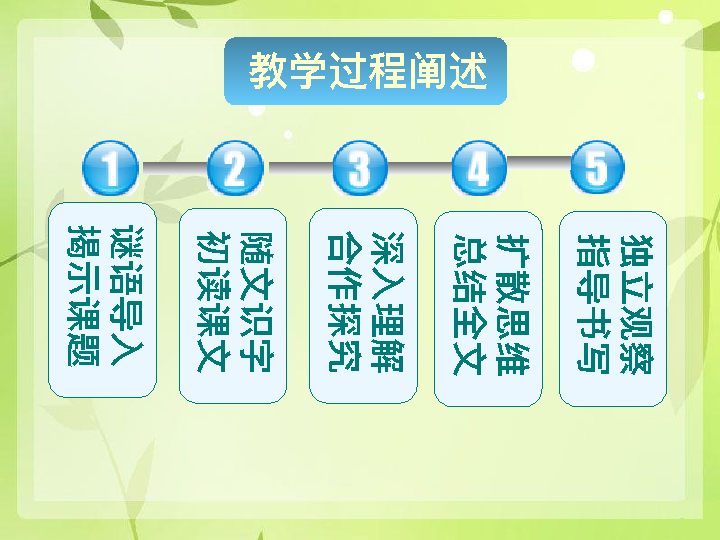 教学过程阐述
1
2
3
4
5
谜语导入
揭示课题
随文识字
初读课文
深入理解
合作探究
扩散思维
总结全文
独立观察
指导书写